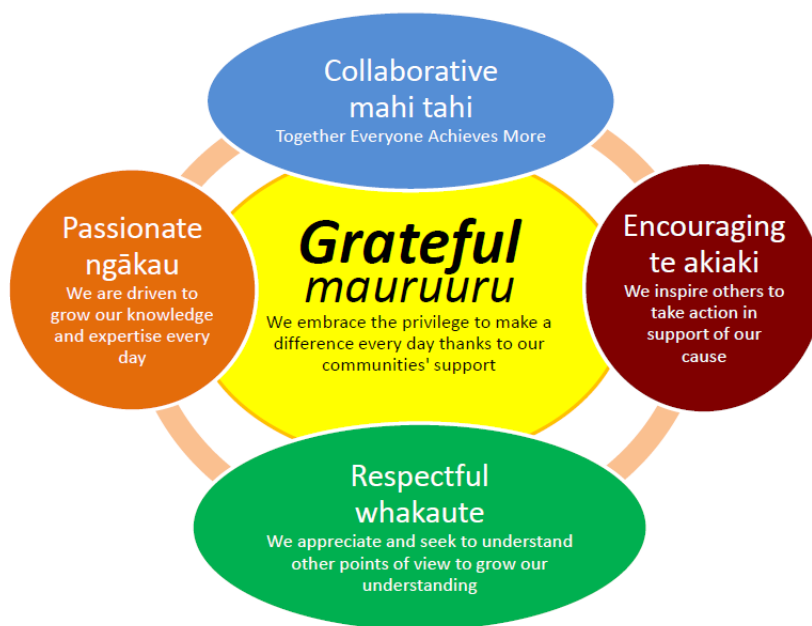 Collaborative
mahi tahi
Together Everyone Achieves More
Passionate
ngākau
We are driven to
grow our knowledge
and expertise every
day
Grateful
mauruuru
We embrace the privilege to make a
difference every day thanks to our
communities' support
Encouraging
te akiaki
We inspire others to
take action in
support of our
cause
Respectful
whakaute
We appreciate and seek to understand
other points of view to grow our
understanding